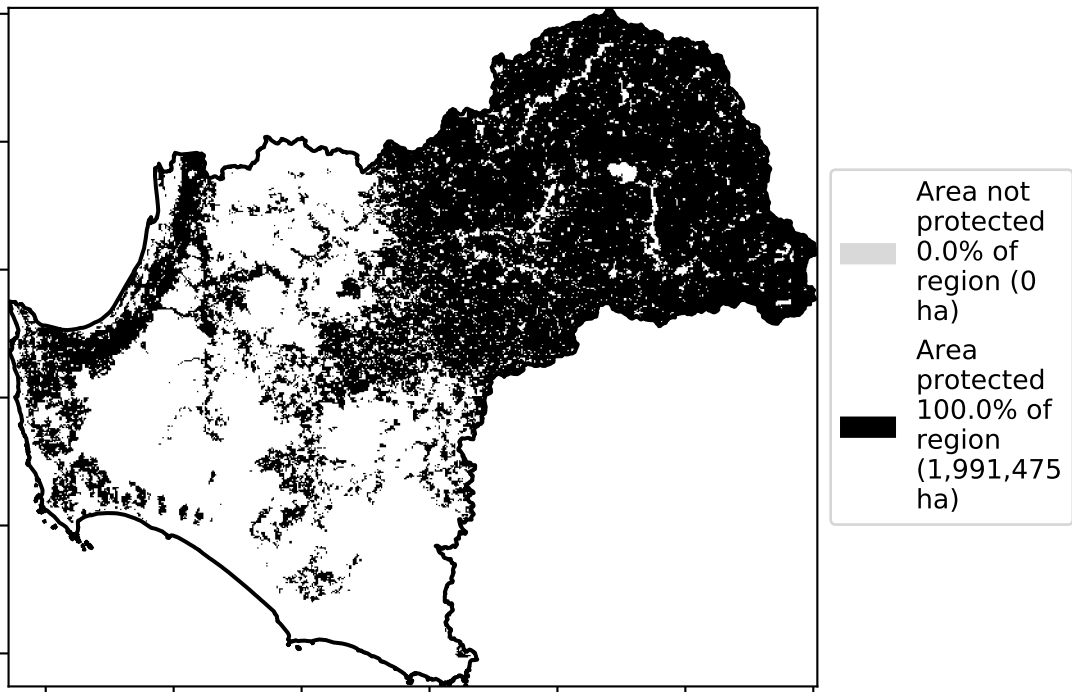 Area not
protected
0.0% of
region (0
ha)
Area
protected
100.0% of
region
(1,991,475
ha)